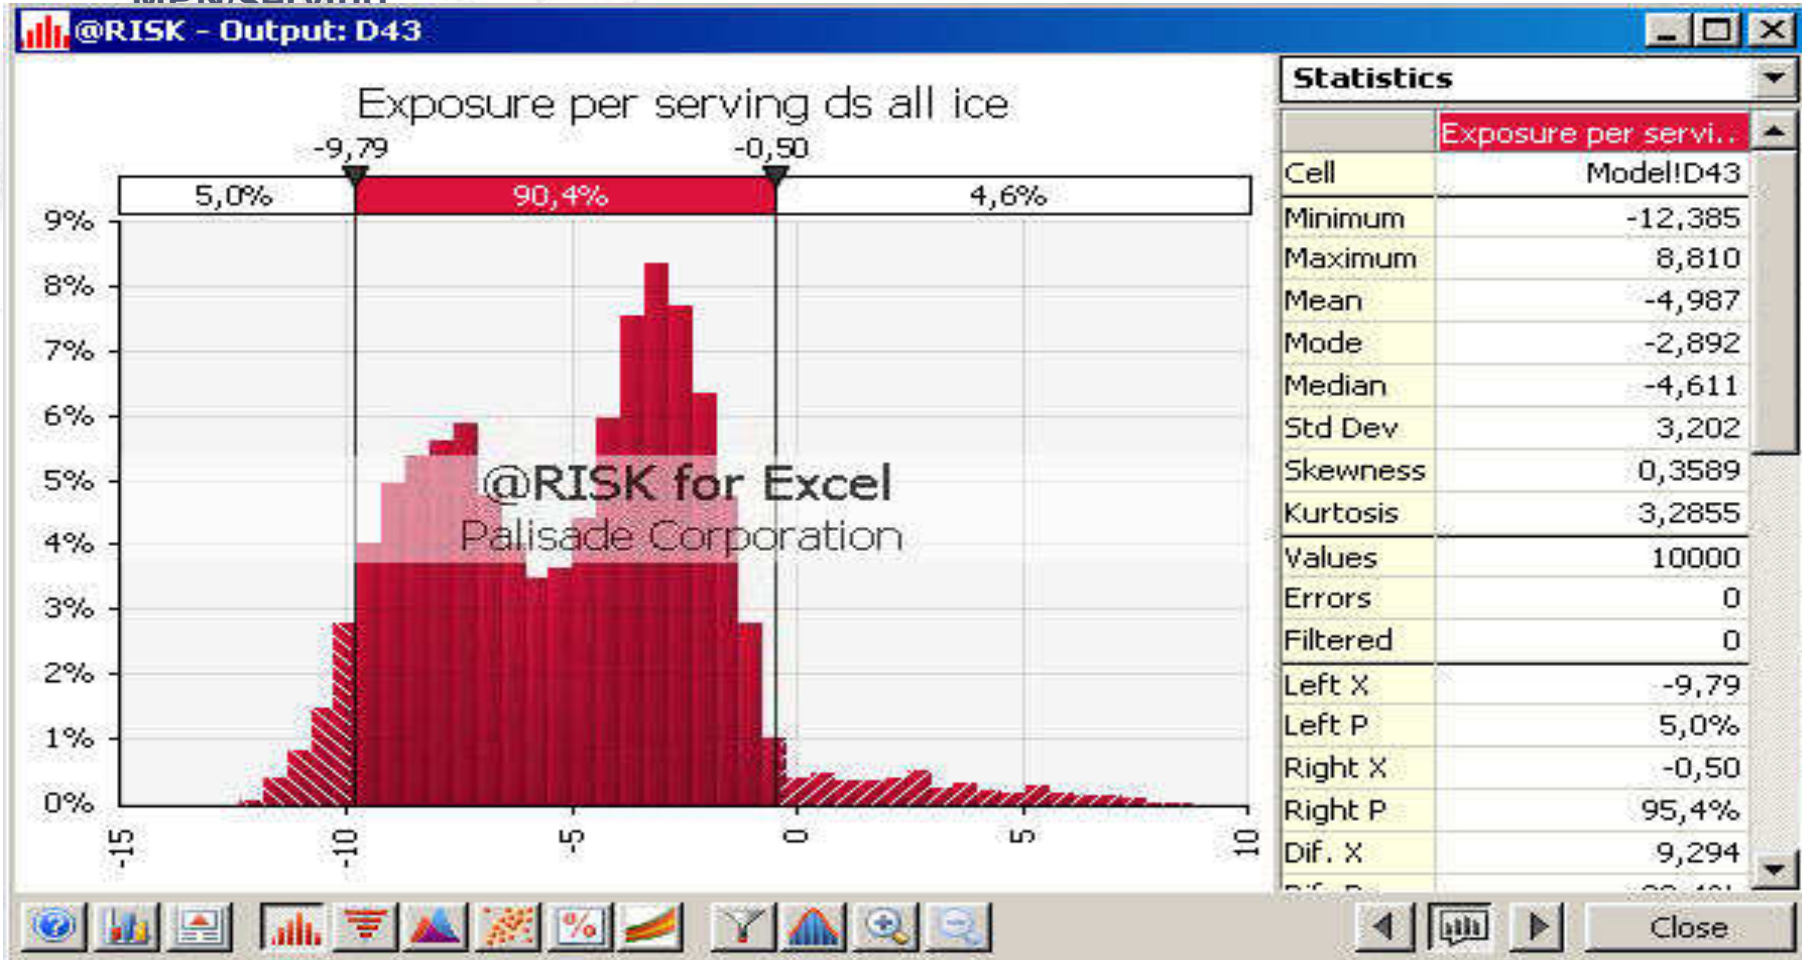 MPN/serving
@RISK - Output: D43
Exposure per serving ds all ice
-9,79 -0,50
5,0% 90,4% 4,6%
9%
8%
7%
6%
5%
4%
3%
2%
1%
0%
-15 -10 -5 0 5 10
@RISK for Excel
Palisade Corporation
Statistics
Exposure per servi..
Cell Model!D43
Minimum -12,385
Maximum 8,810
Mean -4,987
Mode -2,892
Median -4,611
Std Dev 3,202
Skewness 0,3589
Kurtosis 3,2855
Values 10000
Errors 0
Filtered 0
Left X -9,79
Left P 5,0%
Right X -0,50
Right P 95,4%
Dif. X 9,294
%
Close